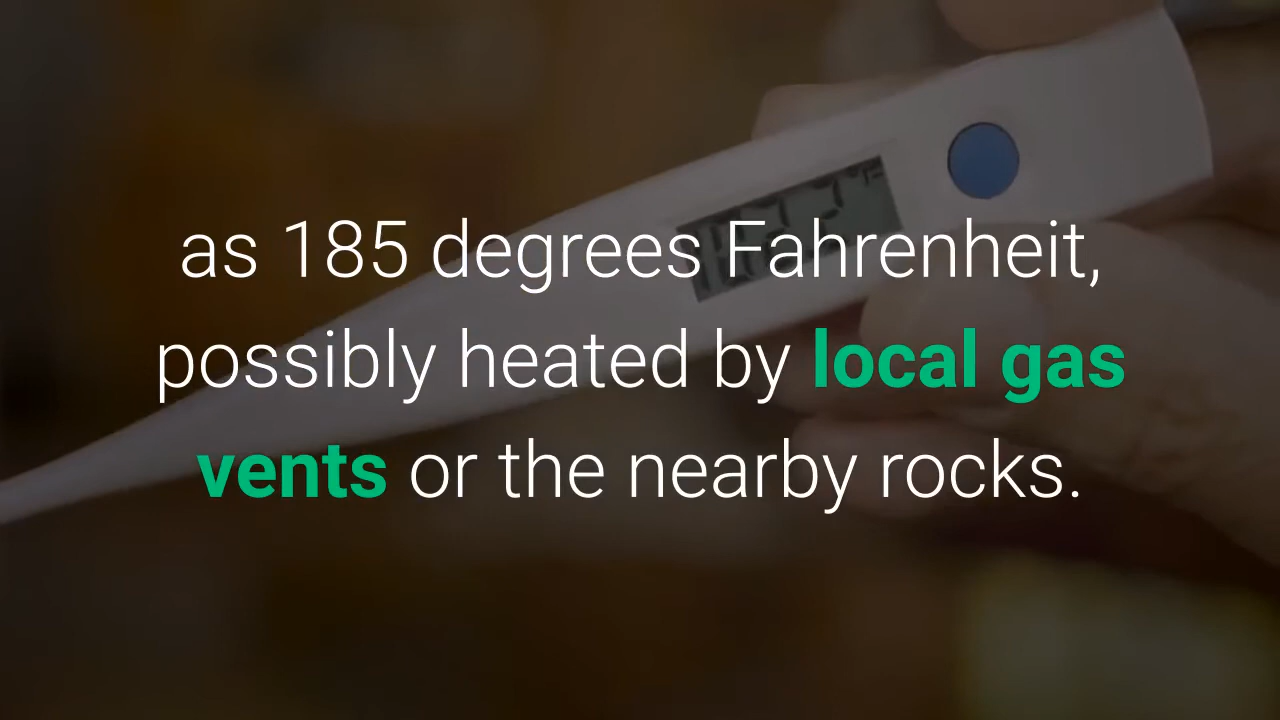 as 185 degrees Fahrenheit,
possibly heated by local gas
vents or the nearby rocks.